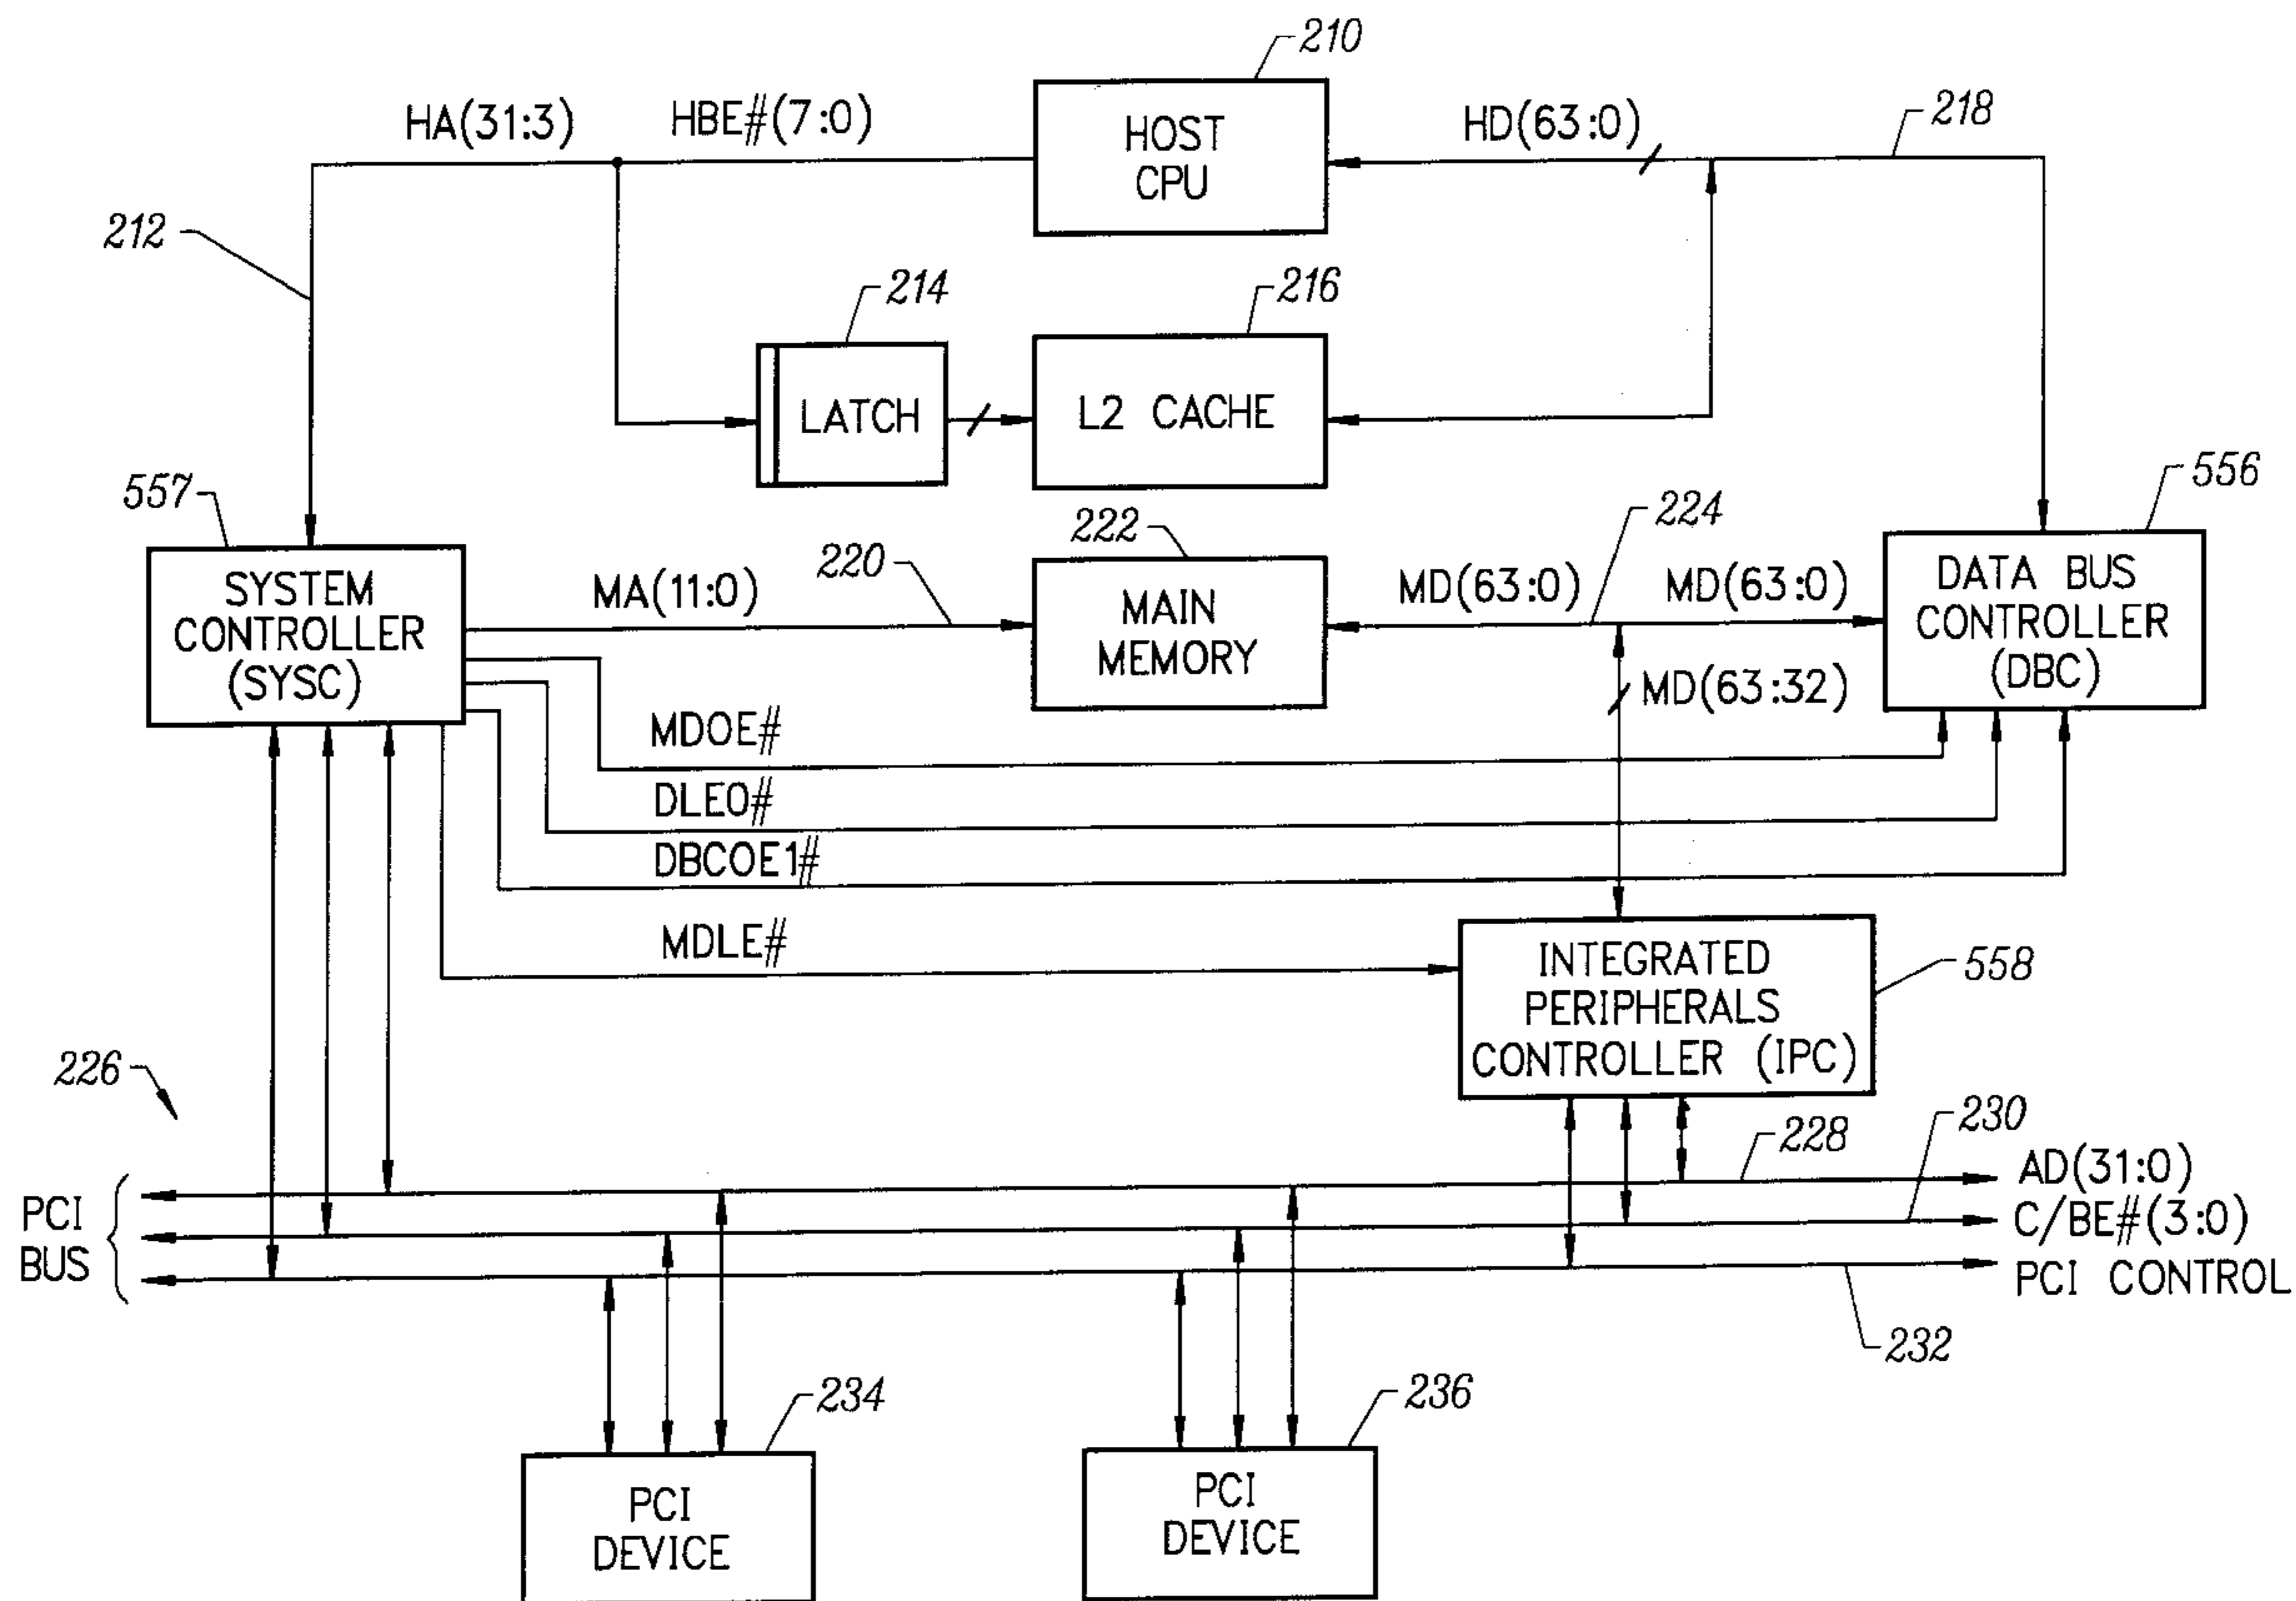 210
HA(31:3)
HBE#(7:0)
HOST
CPU
HD(63:0)
218
212
214
216
LATCH
L2 CACHE
557
222
220
224
556
SYSTEM
CONTROLLER
(SYSC)
MA(11:0)
MAIN
MEMORY
MD(63:0)
MD(63:0)
DATA BUS
CONTROLLER
(DBC)
MD(63:32)
MDOE#
DLE0#
DBCOE1#
MDLE#
INTEGRATED
PERIPHERALS
CONTROLLER (IPC)
558
226
228
230
PCI
BUS
AD(31:0)
C/BE#(3:0)
PCI CONTROL
232
234
236
PCI
DEVICE
PCI
DEVICE